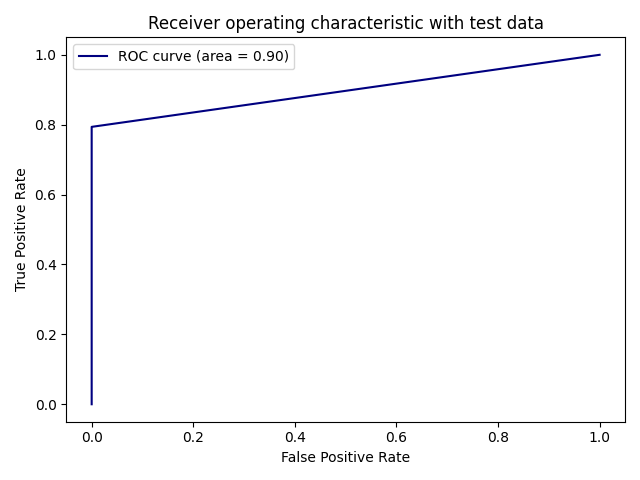 Receiver operating characteristic with test data
ROC curve (area = 0.90)
1.0
0.8
0.6
0.4
0.2
0.0
True Positive Rate
0.0 0.2 0.4 0.6 0.8 1.0
False Positive Rate